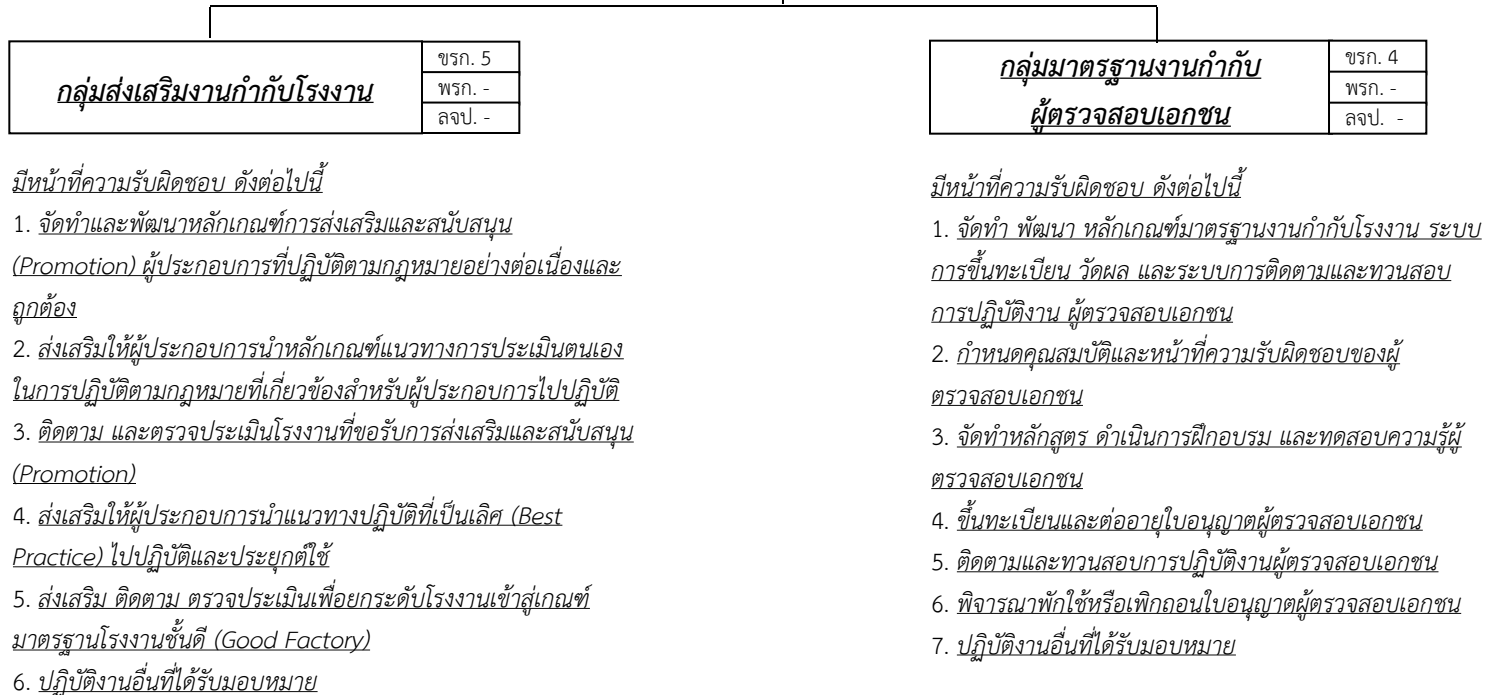 กลุ่มส่งเสริมงานกำกับโรงงาน
ขรก. 5
พรก. -
ลจป. -
มีหน้าที่ความรับผิดชอบ ดังต่อไปนี้
1. จัดทำและพัฒนาหลักเกณฑ์การส่งเสริมและสนับสนุน
(Promotion) ผู้ประกอบการที่ปฏิบัติตามกฎหมายอย่างต่อเนื่องและ
ถูกต้อง
2. ส่งเสริมให้ผู้ประกอบการนำหลักเกณฑ์แนวทางการประเมินตนเอง
ในการปฏิบัติตามกฎหมายที่เกี่ยวข้องสำหรับผู้ประกอบการไปปฏิบัติ
3. ติดตาม และตรวจประเมินโรงงานที่ขอรับการส่งเสริมและสนับสนุน
(Promotion)
4. ส่งเสริมให้ผู้ประกอบการนำแนวทางปฏิบัติที่เป็นเลิศ (Best
Practice) ไปปฏิบัติและประยุกต์ใช้
5. ส่งเสริม ติดตาม ตรวจประเมินเพื่อยกระดับโรงงานเข้าสู่เกณฑ์
มาตรฐานโรงงานชั้นดี (Good Factory)
6. ปฏิบัติงานอื่นที่ได้รับมอบหมาย
กลุ่มมาตรฐานงานกำกับ
ผู้ตรวจสอบเอกชน
ขรก. 4
พรก. -
ลจป. -
มีหน้าที่ความรับผิดชอบ ดังต่อไปนี้
1. จัดทำ พัฒนา หลักเกณฑ์มาตรฐานงานกำกับโรงงาน ระบบ
การขึ้นทะเบียน วัดผล และระบบการติดตามและทวนสอบ
การปฏิบัติงาน ผู้ตรวจสอบเอกชน
2. กำหนดคุณสมบัติและหน้าที่ความรับผิดชอบของผู้
ตรวจสอบเอกชน
3. จัดทำหลักสูตร ดำเนินการฝึกอบรม และทดสอบความรู้ผู้
ตรวจสอบเอกชน
4. ขึ้นทะเบียนและต่ออายุใบอนุญาตผู้ตรวจสอบเอกชน
5. ติดตามและทวนสอบการปฏิบัติงานผู้ตรวจสอบเอกชน
6. พิจารณาพักใช้หรือเพิกถอนใบอนุญาตผู้ตรวจสอบเอกชน
7. ปฏิบัติงานอื่นที่ได้รับมอบหมาย